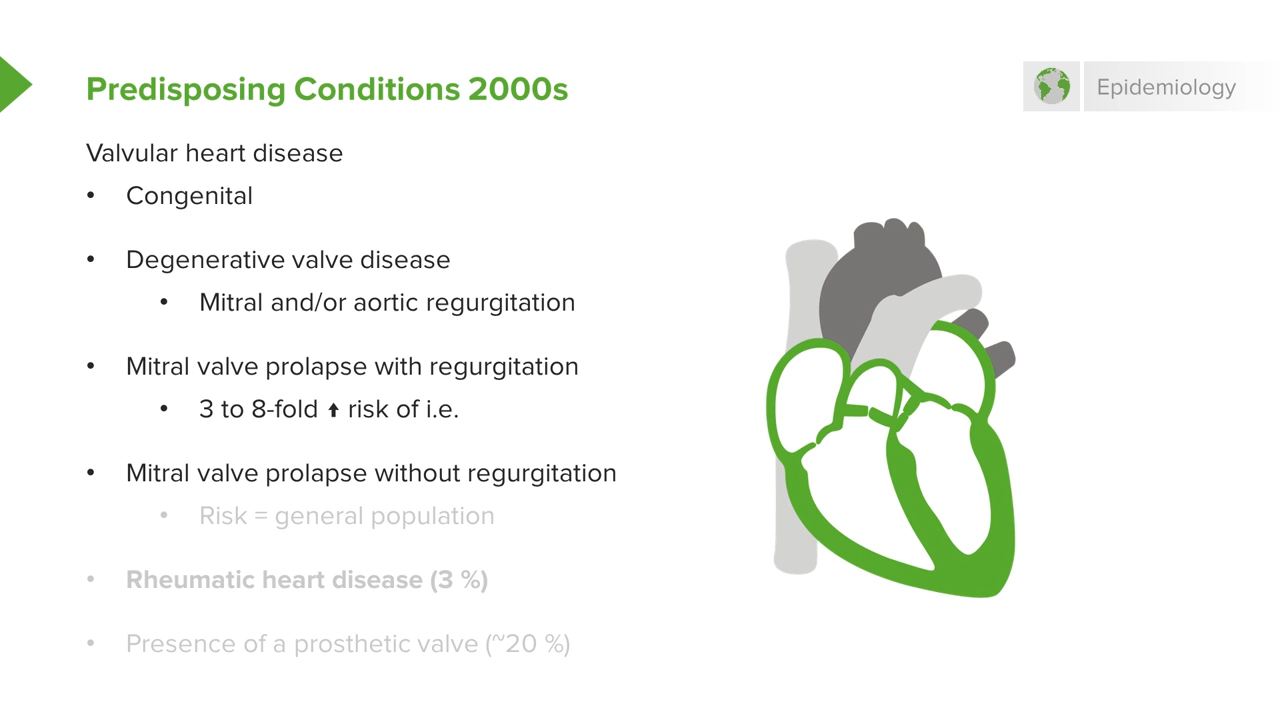 Predisposing Conditions 2000s
Epidemiology
Valvular heart disease
• Congenital
• Degenerative valve disease
• Mitral and/or aortic regurgitation
• Mitral valve prolapse with regurgitation
• 3 to 8-fold ↑ risk of i.e.
• Mitral valve prolapse without regurgitation
• Risk = general population
• Rheumatic heart disease (3 %)
• Presence of a prosthetic valve (~20 %)